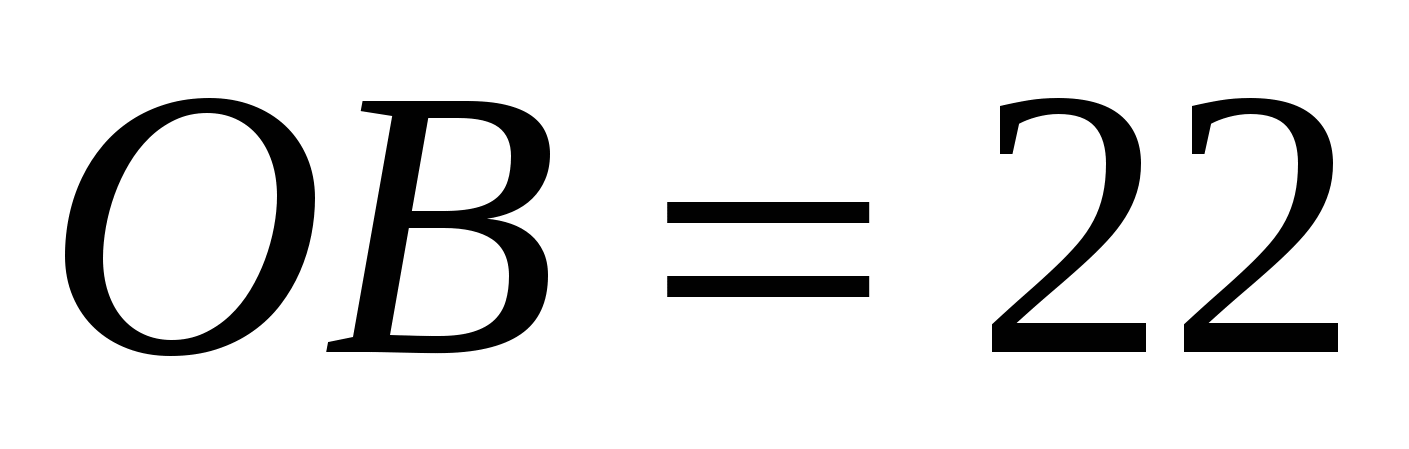 OB = 22